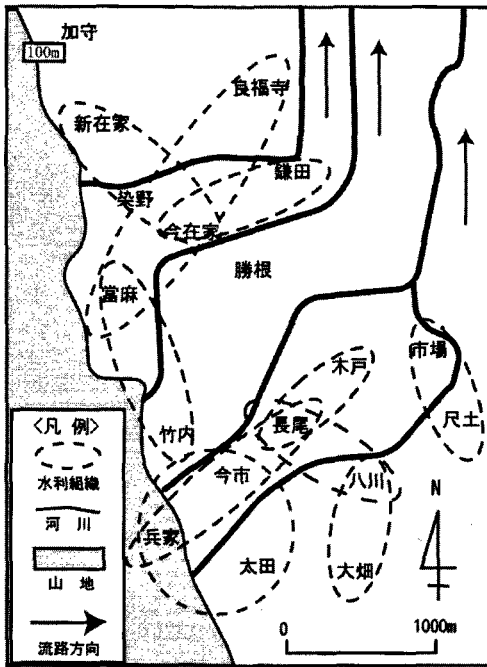 加守
100m
良福寺
新在家
鎌田
染野
今在家
勝根
當麻
市場
木戸
尺土
長尾
竹内
今市
八川
兵家
太田
大畑
〈凡 例〉
水利組織
河 川
山 地
流路方向
N
0 1000m